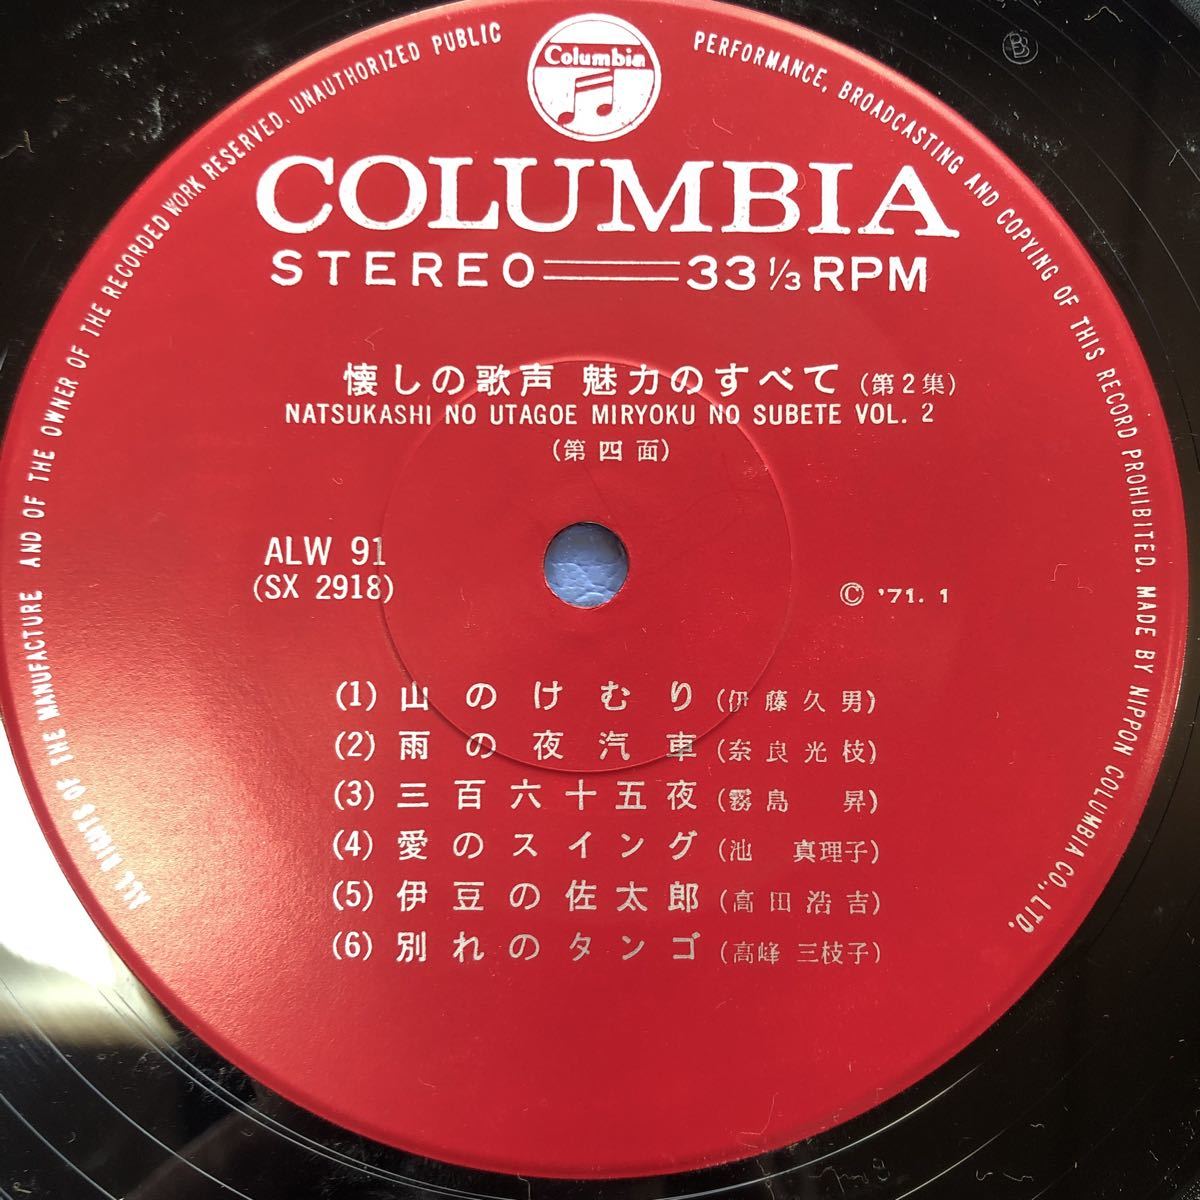 ALL RIGHTS OF THE MANUFACTURE AND OF THE OWNER OF THE RECORDED WORK RESERVED. UNAUTHORIZED PUBLIC PERFORMANCE, BROADCASTING AND COPYING OF THIS RECORD PROHIBITED. MADE BY NIPPON COLUMBIA CO., LTD.
Columbia
COLUMBIA
STEREO 33 1/3 RPM
懐しの歌声 魅力のすべて (第2集)
NATSUKASHI NO UTAGOE MIRYOKU NO SUBETE VOL. 2
(第四面)
ALW 91
(SX 2918)
© '71. 1
(1) 山のけむり (伊藤久男)
(2) 雨の夜汽車 (奈良光枝)
(3) 三百六十五夜 (霧島 昇)
(4) 愛のスイング (池 真理子)
(5) 伊豆の佐太郎 (高田浩吉)
(6) 別れのタンゴ (高峰 三枝子)